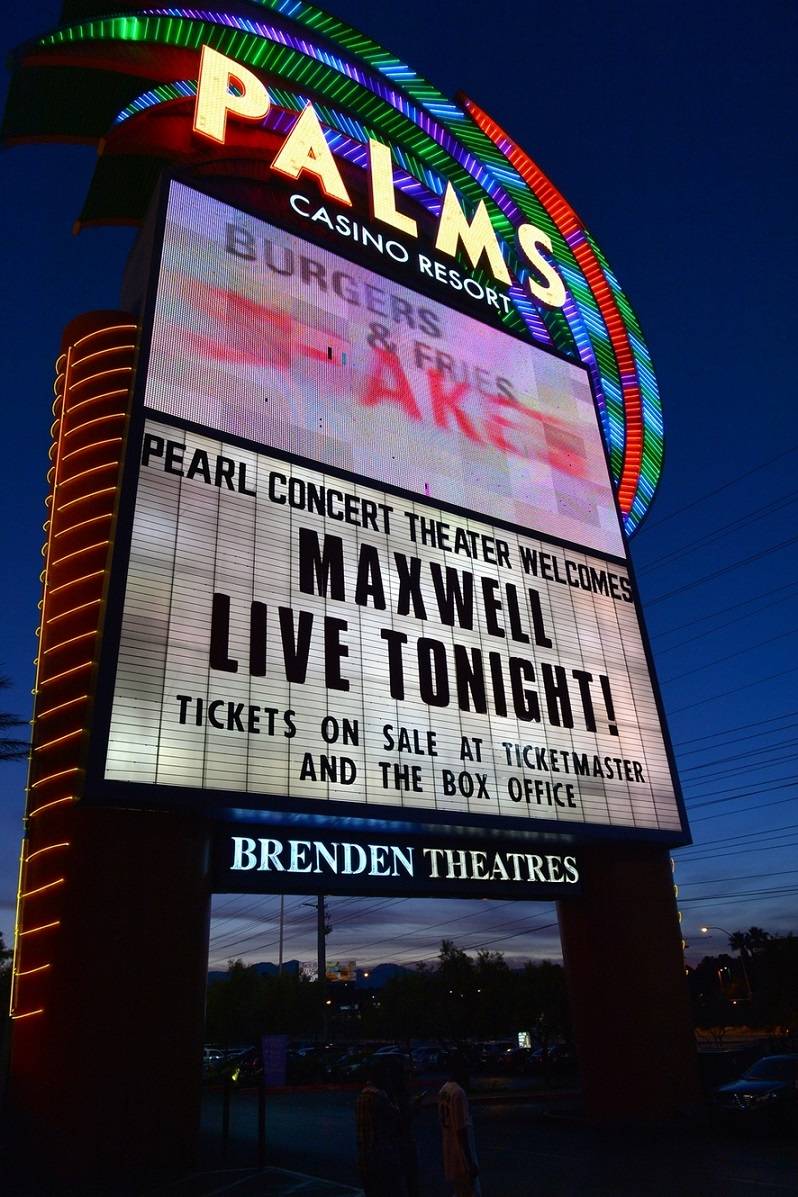 PALMS
CASINO RESORT
BURGERS
& FRIES
PEARL CONCERT THEATER WELCOMES
MAXWELL
LIVE TONIGHT!
TICKETS ON SALE AT TICKETMASTER
AND THE BOX OFFICE
BRENDEN THEATRES